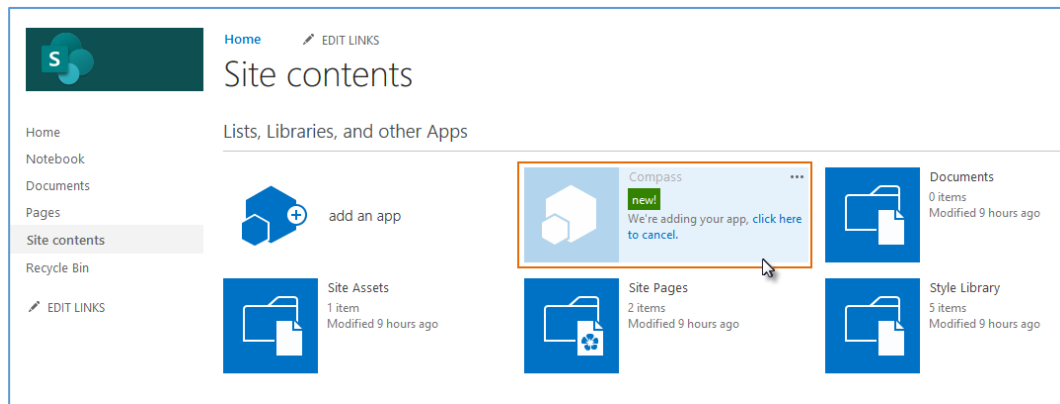 S
Home
EDIT LINKS
Site contents
Home
Notebook
Documents
Pages
Site contents
Recycle Bin
EDIT LINKS
Lists, Libraries, and other Apps
add an app
Compass
new!
We're adding your app, click here
to cancel.
Documents
0 items
Modified 9 hours ago
Site Assets
1 item
Modified 9 hours ago
Site Pages
2 items
Modified 9 hours ago
Style Library
5 items
Modified 9 hours ago